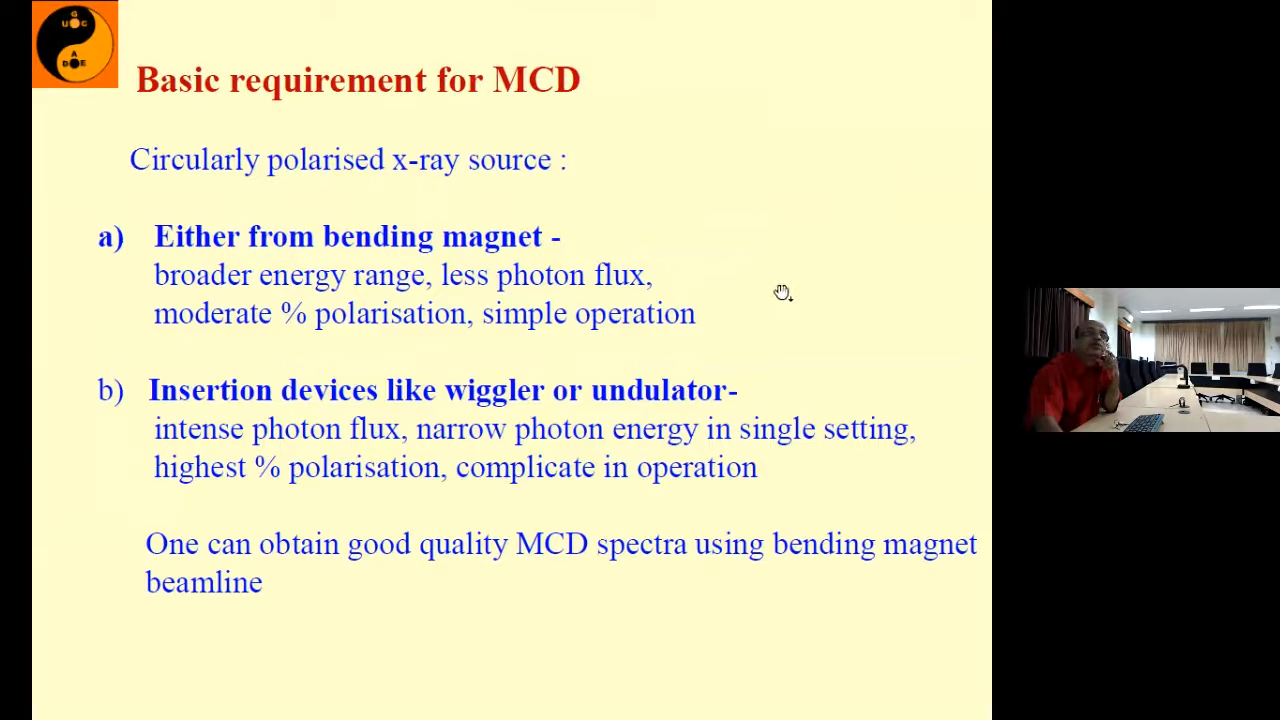 G
UGC
A
DAE
Basic requirement for MCD
Circularly polarised x-ray source :
a) Either from bending magnet -
broader energy range, less photon flux,
moderate % polarisation, simple operation
b) Insertion devices like wiggler or undulator-
intense photon flux, narrow photon energy in single setting,
highest % polarisation, complicate in operation
One can obtain good quality MCD spectra using bending magnet
beamline